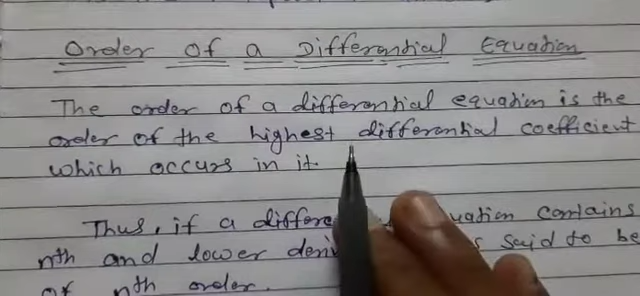 Order of a Differential Equation
The order of a differential equation is the
order of the highest differential coefficient
which occurs in it.
Thus, if a differe uation contains
nth and lower deri s said to be
of nth order.